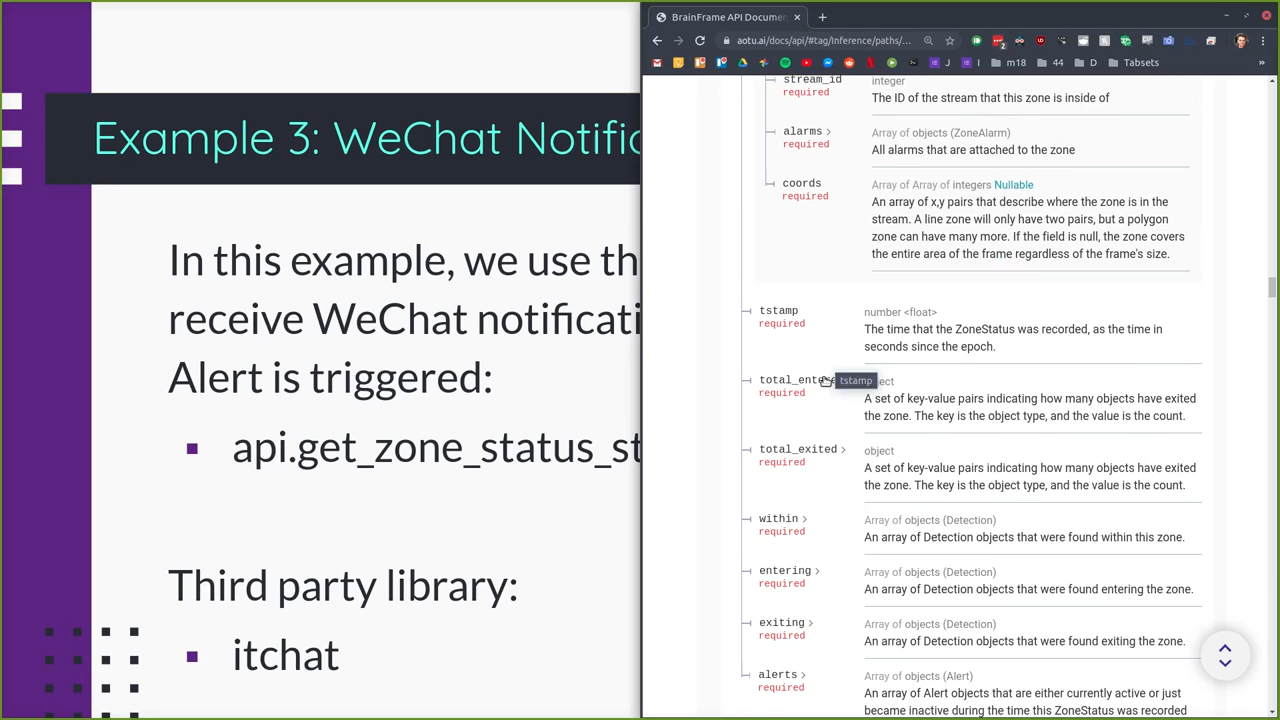 Example 3: WeChat Notific
In this example, we use th
receive WeChat notificati
Alert is triggered:
▪ api.get_zone_status_st
Third party library:
▪ itchat
BrainFrame API Documen
aotu.ai/docs/api/#tag/Inference/paths/...
J
I
m18
44
D
Tabsets
»
stream_id
integer
required
The ID of the stream that this zone is inside of
alarms >
Array of objects (ZoneAlarm)
required
All alarms that are attached to the zone
coords
Array of Array of integers Nullable
required
An array of x,y pairs that describe where the zone is in the
stream. A line zone will only have two pairs, but a polygon
zone can have many more. If the field is null, the zone covers
the entire area of the frame regardless of the frame's size.
tstamp
number <float>
required
The time that the ZoneStatus was recorded, as the time in
seconds since the epoch.
tstamp
required
A set of key-value pairs indicating how many objects have exited
the zone. The key is the object type, and the value is the count.
total_exited >
object
required
A set of key-value pairs indicating how many objects have exited
the zone. The key is the object type, and the value is the count.
within >
Array of objects (Detection)
required
An array of Detection objects that were found within this zone.
entering >
Array of objects (Detection)
required
An array of Detection objects that were found entering the zone.
exiting >
Array of objects (Detection)
required
An array of Detection objects that were found exiting the zone.
alerts >
Array of objects (Alert)
required
An array of Alert objects that are either currently active or just
became inactive during the time this ZoneStatus was recorded